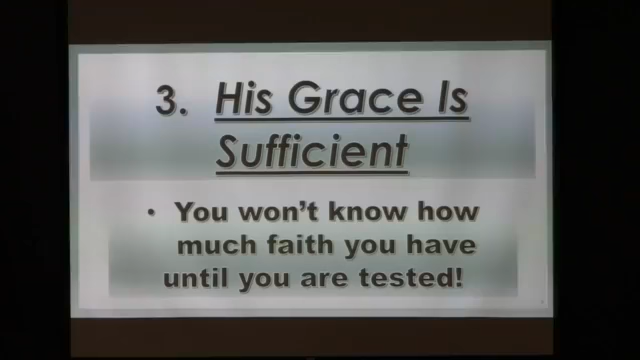 3. His Grace Is
Sufficient
• You won't know how
much faith you have
until you are tested!